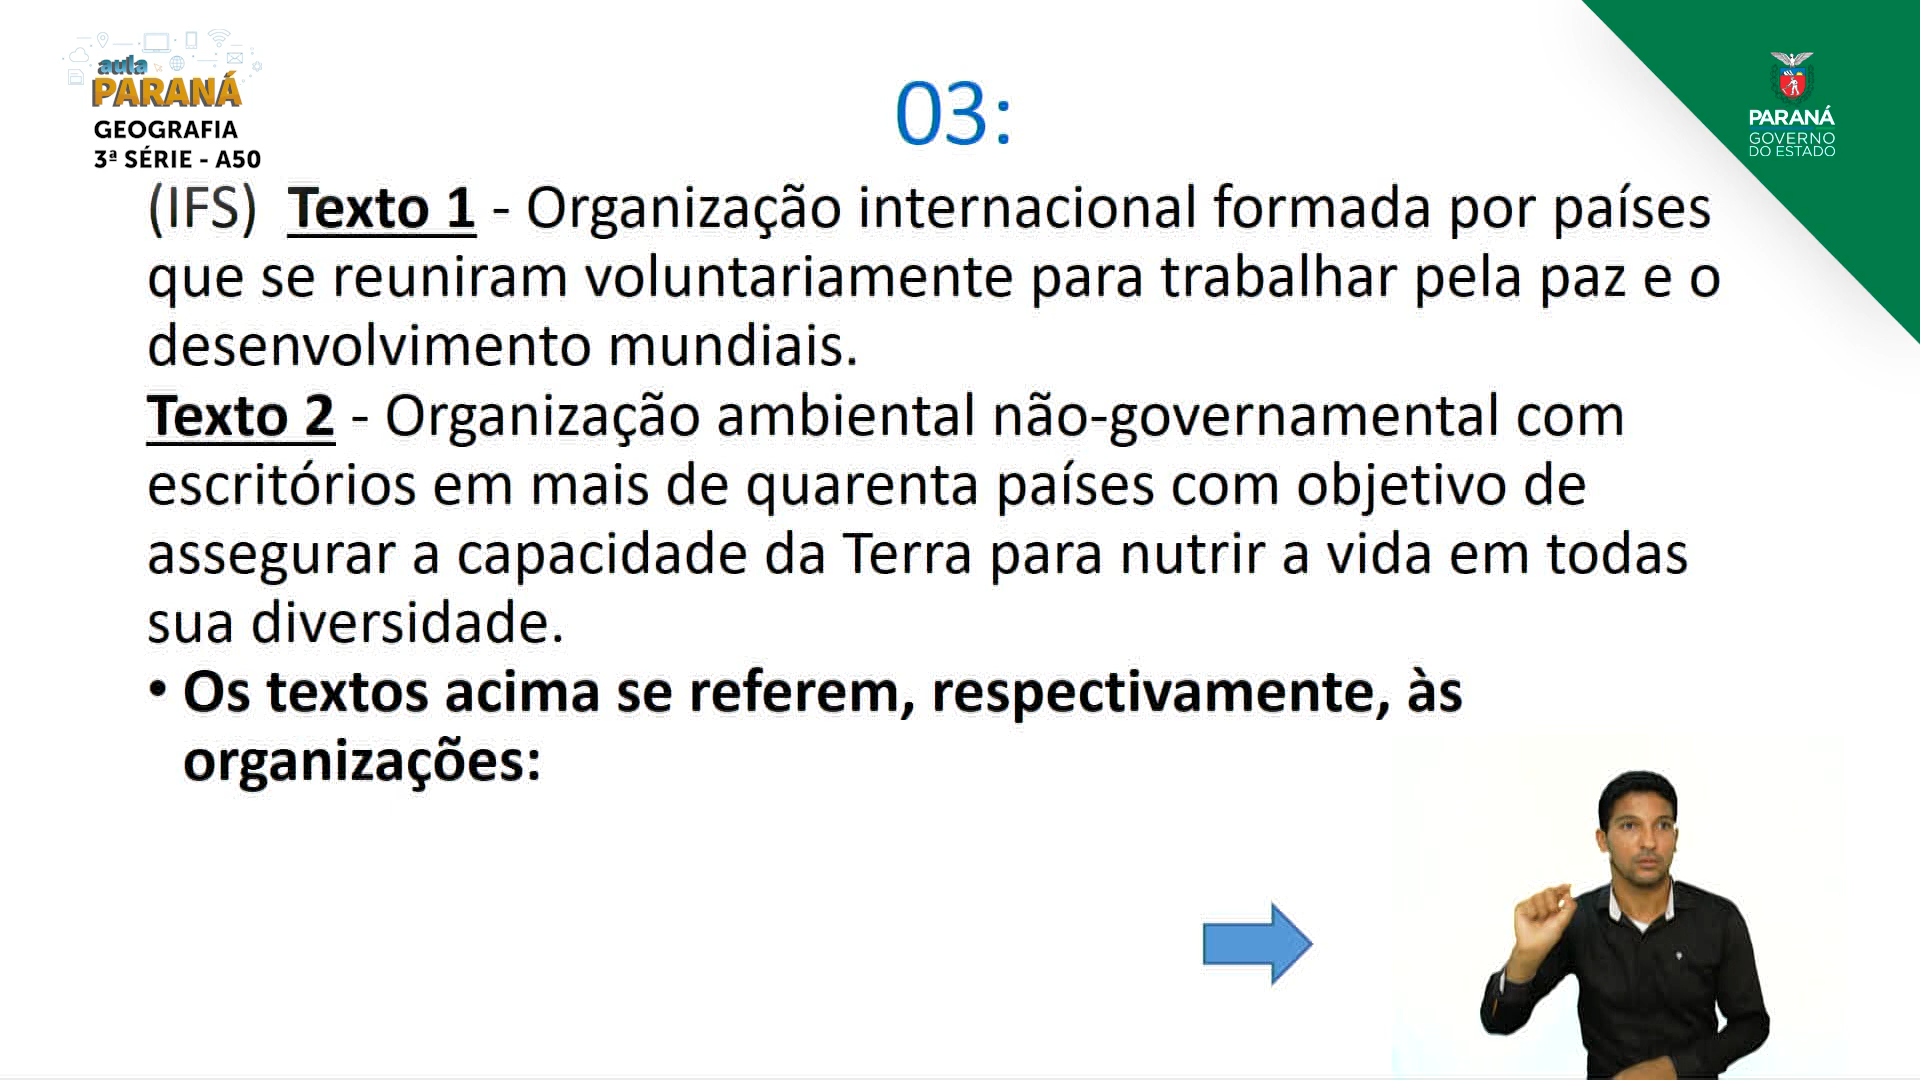 aula
PARANÁ
GEOGRAFIA
3ª SÉRIE - A50
PARANÁ
GOVERNO
DO ESTADO
03:
(IFS) Texto 1 - Organização internacional formada por países
que se reuniram voluntariamente para trabalhar pela paz e o
desenvolvimento mundiais.
Texto 2 - Organização ambiental não-governamental com
escritórios em mais de quarenta países com objetivo de
assegurar a capacidade da Terra para nutrir a vida em todas
sua diversidade.
• Os textos acima se referem, respectivamente, às
organizações: